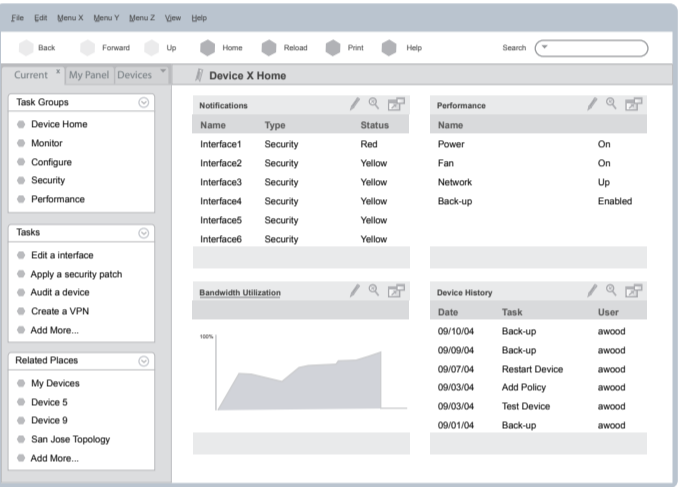 File Edit Menu X Menu Y Menu Z View Help
Back Forward Up Home Reload Print Help Search
Current x My Panel Devices
Device X Home
Task Groups
Device Home
Monitor
Configure
Security
Performance
Tasks
Edit a interface
Apply a security patch
Audit a device
Create a VPN
Add More...
Related Places
My Devices
Device 5
Device 9
San Jose Topology
Add More...
Notifications
Name Type Status
Interface1 Security Red
Interface2 Security Yellow
Interface3 Security Yellow
Interface4 Security Yellow
Interface5 Security Yellow
Interface6 Security Yellow
Performance
Name
Power On
Fan On
Network Up
Back-up Enabled
Bandwidth Utilization
100%
Device History
Date Task User
09/10/04 Back-up awood
09/09/04 Back-up awood
09/07/04 Restart Device awood
09/03/04 Add Policy awood
09/03/04 Test Device awood
09/01/04 Back-up awood